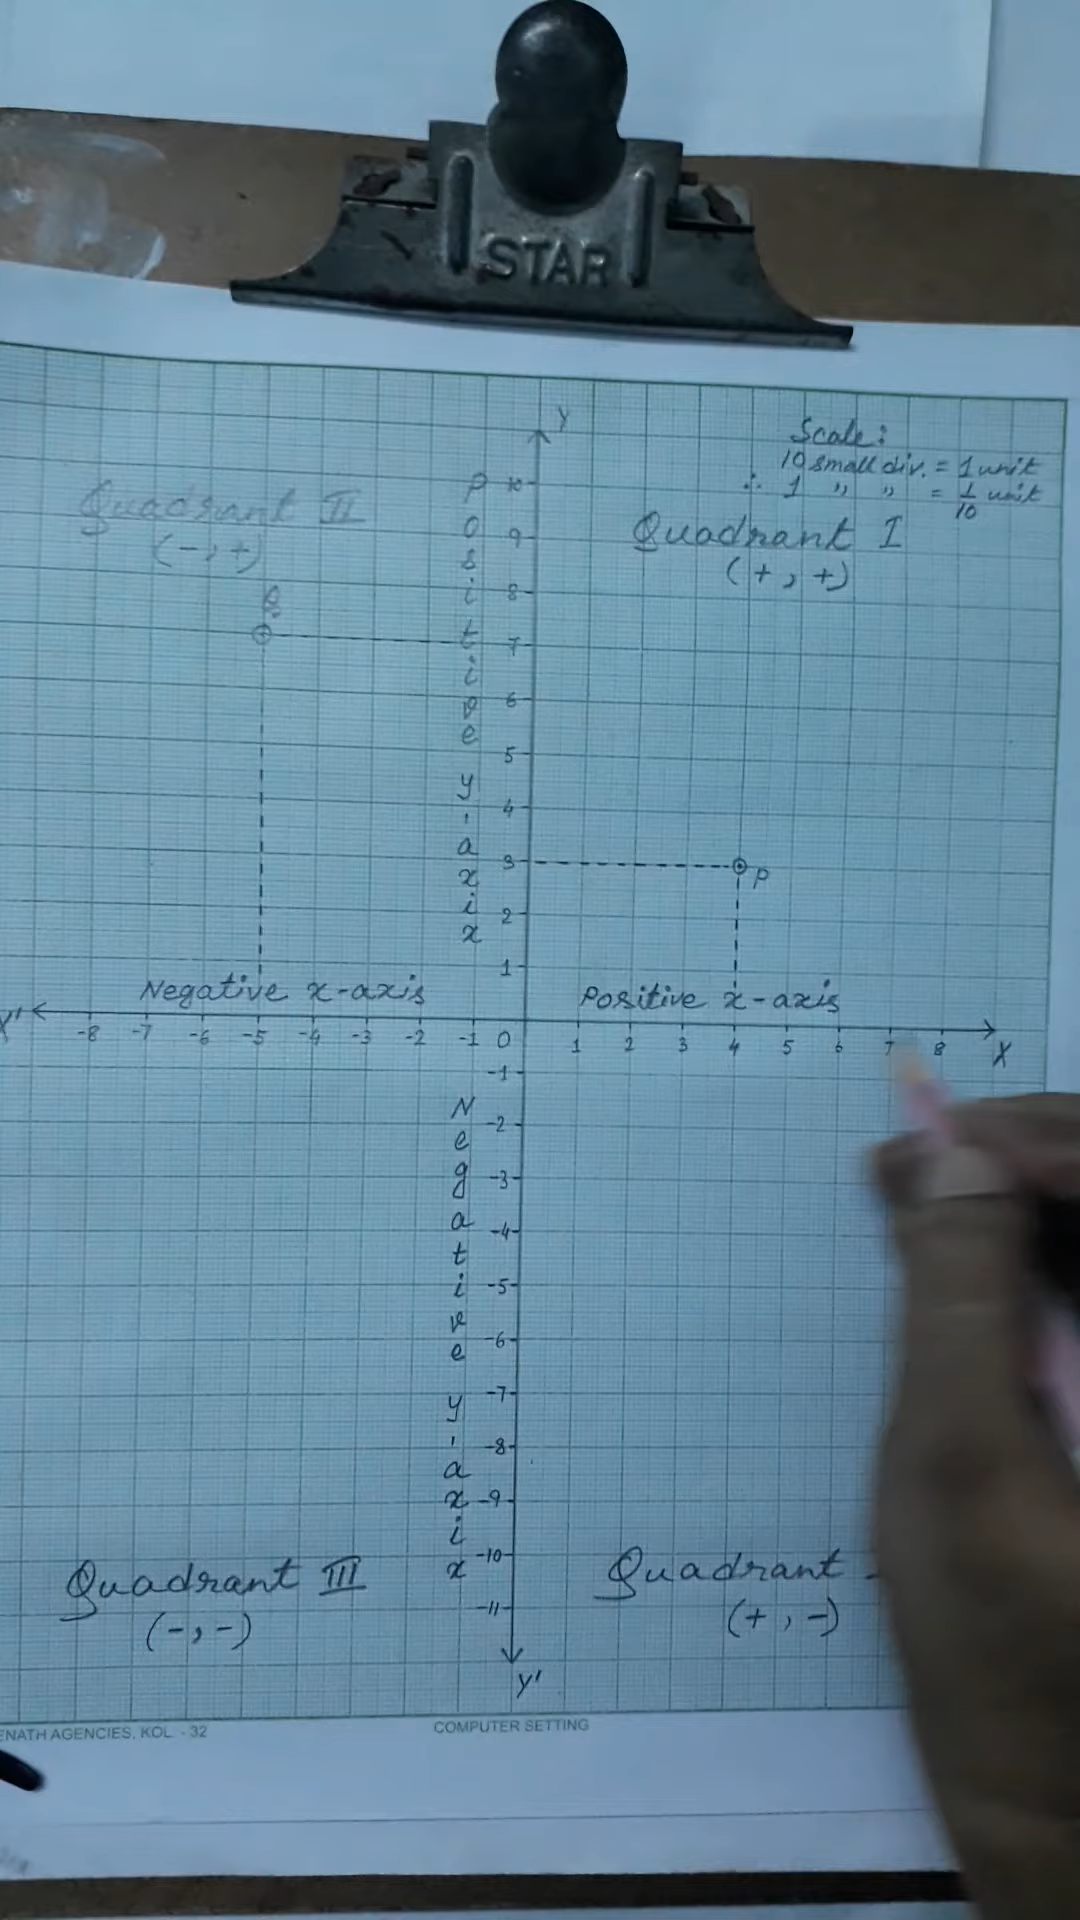 STAR
Y
Scale:
10 small div. = 1 unit
∴ 1 〃 〃 = 1/10 unit
Quadrant II
(-,+)
Quadrant I
(+, +)
Positive y-axix
10
9
8
7
6
5
4
3
2
1
P
Negative x-axis
Positive x-axis
X'
-8 -7 -6 -5 -4 -3 -2 -1 0 1 2 3 4 5 6 7 8
X
-1
-2
-3
-4
-5
-6
-7
-8
-9
-10
-11
Negative y-axix
Quadrant III
(-,-)
Quadrant
(+,-)
Y'
ENATH AGENCIES, KOL - 32
COMPUTER SETTING